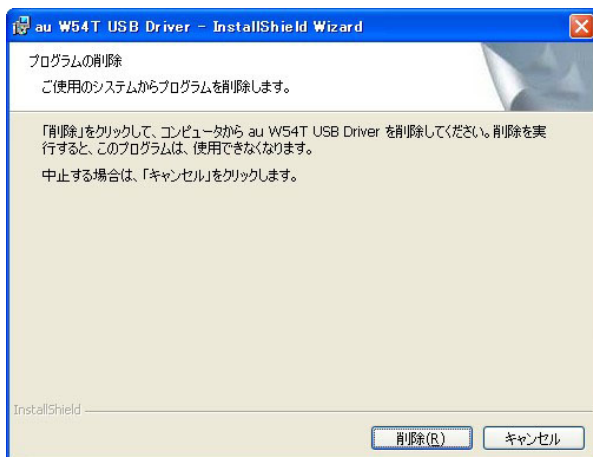 au W54T USB Driver - InstallShield Wizard
プログラムの削除
ご使用のシステムからプログラムを削除します。
「削除」をクリックして、コンピュータから au W54T USB Driver を削除してください。削除を実
行すると、このプログラムは、使用できなくなります。
中止する場合は、「キャンセル」をクリックします。
InstallShield
削除(R)
キャンセル